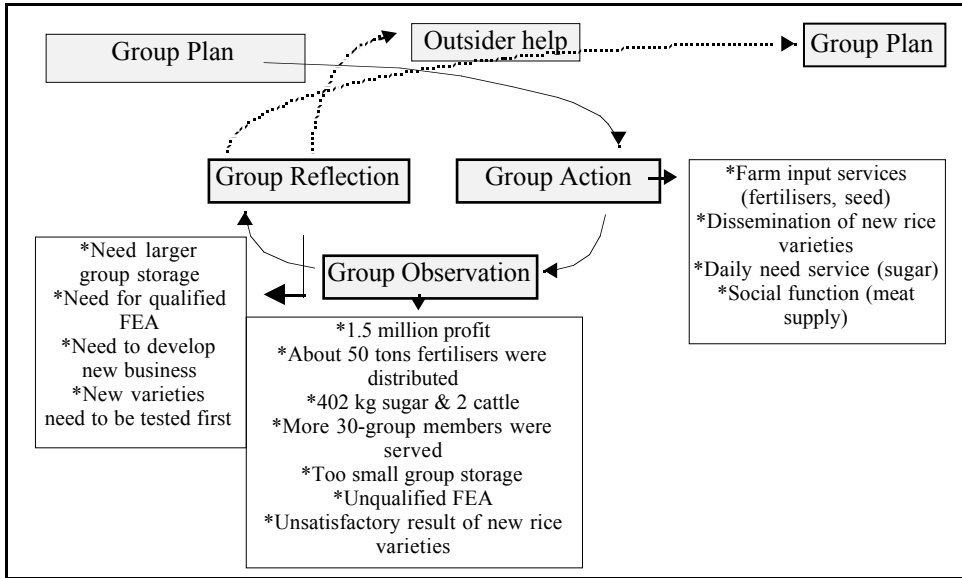 Group Plan
Outsider help
Group Plan
Group Reflection
Group Action
*Farm input services
(fertilisers, seed)
*Dissemination of new rice
varieties
*Daily need service (sugar)
*Social function (meat
supply)
Group Observation
*Need larger
group storage
*Need for qualified
FEA
*Need to develop
new business
*New varieties
need to be tested first
*1.5 million profit
*About 50 tons fertilisers were
distributed
*402 kg sugar & 2 cattle
*More 30-group members were
served
*Too small group storage
*Unqualified FEA
*Unsatisfactory result of new rice
varieties